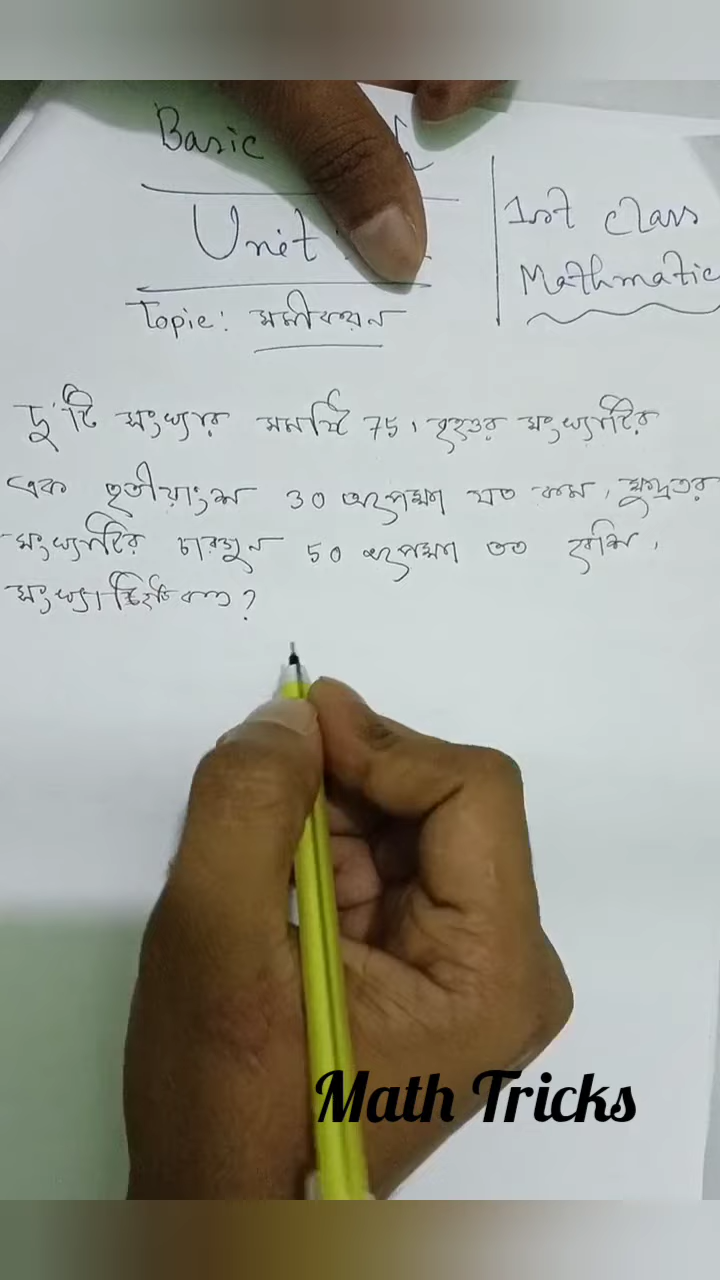 Basic
Unit
1st class
Mathmatic
Topic: সমীকরন
দু'টি সংখ্যার সমষ্টি 75। বৃহত্তর সংখ্যাটির
এক তৃতীয়াংশ 30 অপেক্ষা যত কম, ক্ষুদ্রতর
সংখ্যাটির চারগুন 50 অপেক্ষা তত বেশি,
সংখ্যা কত?
Math Tricks